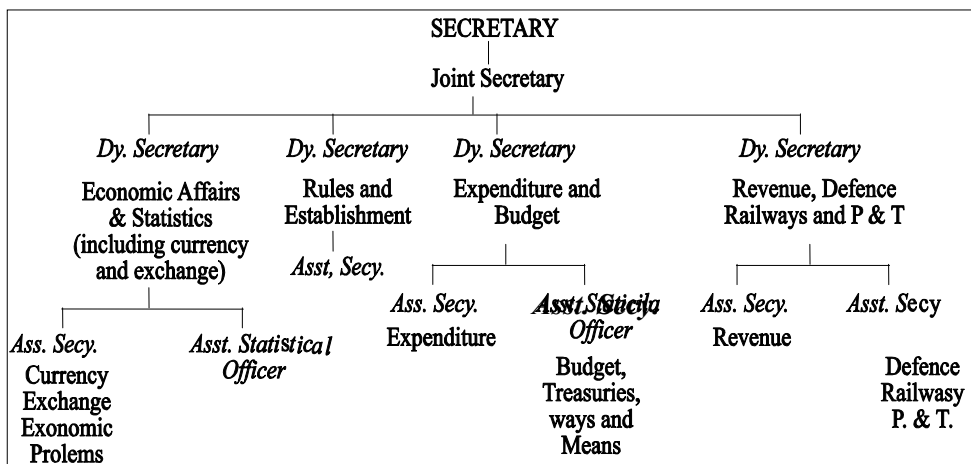 SECRETARY
Joint Secretary
Dy. Secretary
Economic Affairs
& Statistics
(including currency
and exchange)
Ass. Secy.
Currency
Exchange
Exonomic
Prolems
Asst. Statistical
Officer
Dy. Secretary
Rules and
Establishment
Asst, Secy.
Dy. Secretary
Expenditure and
Budget
Ass. Secy.
Expenditure
Asst. Secy.
Officer
Budget,
Treasuries,
ways and
Means
Dy. Secretary
Revenue, Defence
Railways and P & T
Ass. Secy.
Revenue
Asst. Secy
Defence
Railwasy
P. & T.